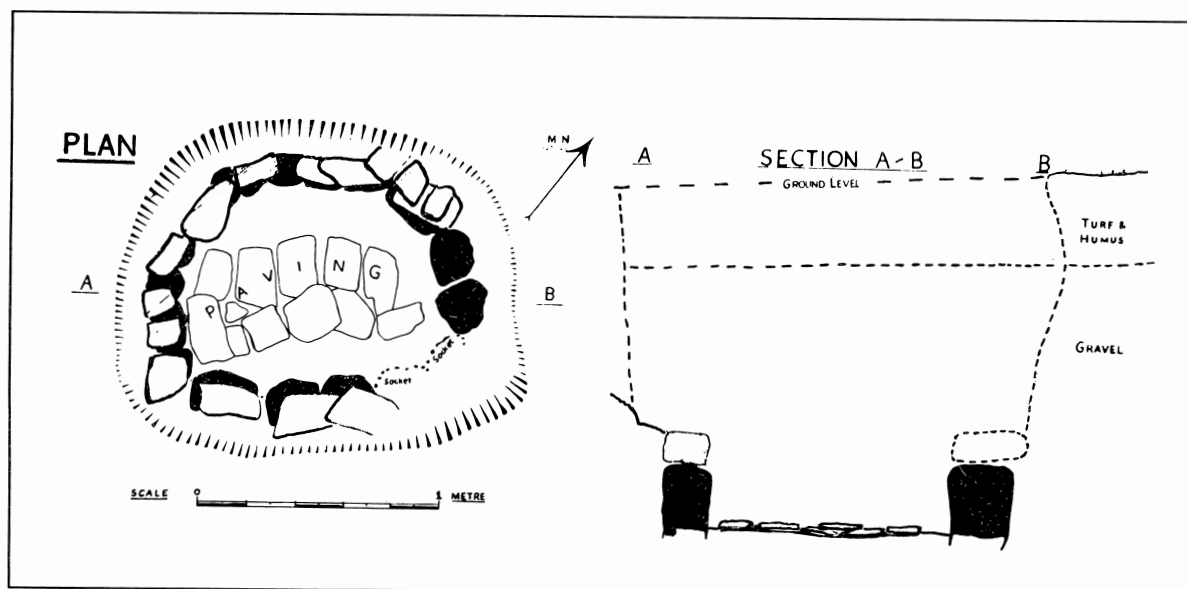 PLAN
M N
A
B
PAVING
Socket
Socket
SCALE 0 1 METRE
SECTION A-B
A
B
GROUND LEVEL
TURF &
HUMUS
GRAVEL